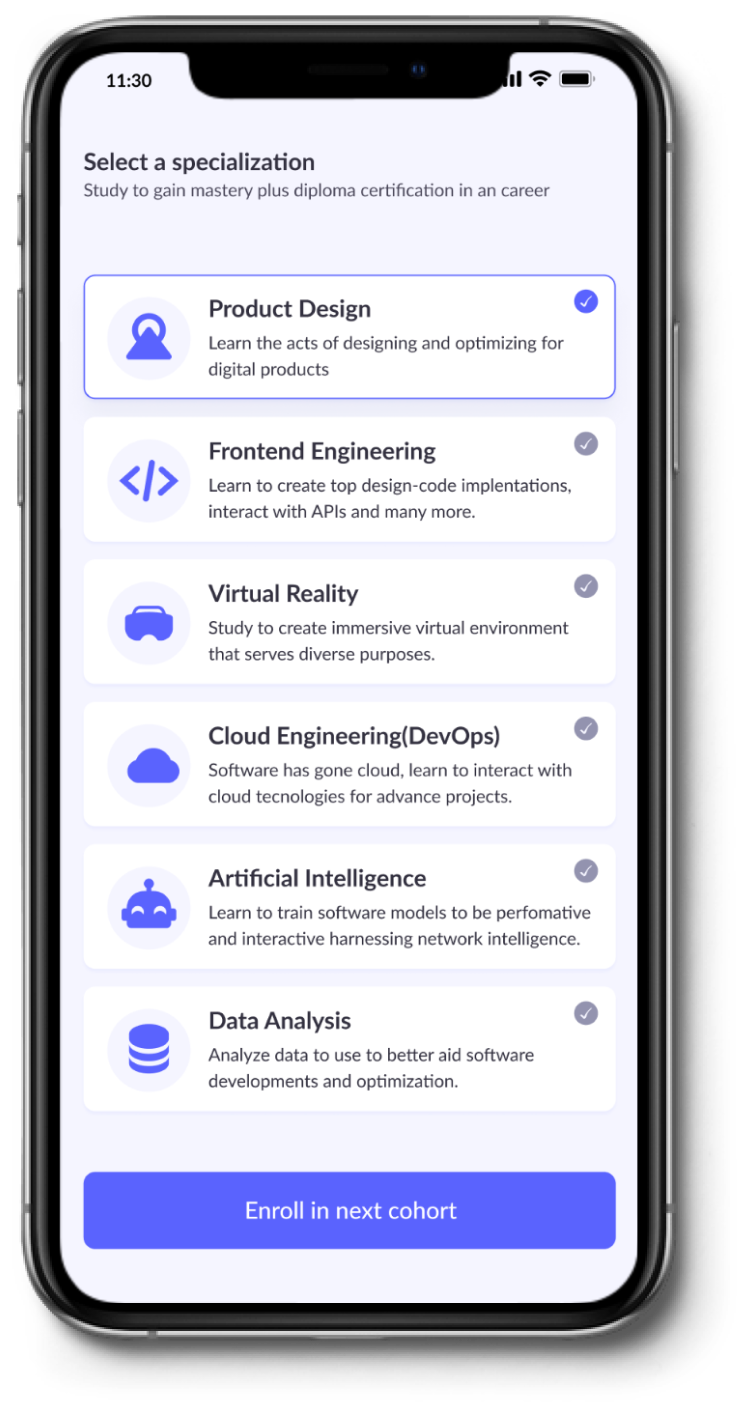 11:30
Select a specialization
Study to gain mastery plus diploma certification in an career
Product Design
Learn the acts of designing and optimizing for
digital products
Frontend Engineering
Learn to create top design-code implentations,
interact with APIs and many more.
Virtual Reality
Study to create immersive virtual environment
that serves diverse purposes.
Cloud Engineering(DevOps)
Software has gone cloud, learn to interact with
cloud tecnologies for advance projects.
Artificial Intelligence
Learn to train software models to be perfomative
and interactive harnessing network intelligence.
Data Analysis
Analyze data to use to better aid software
developments and optimization.
Enroll in next cohort